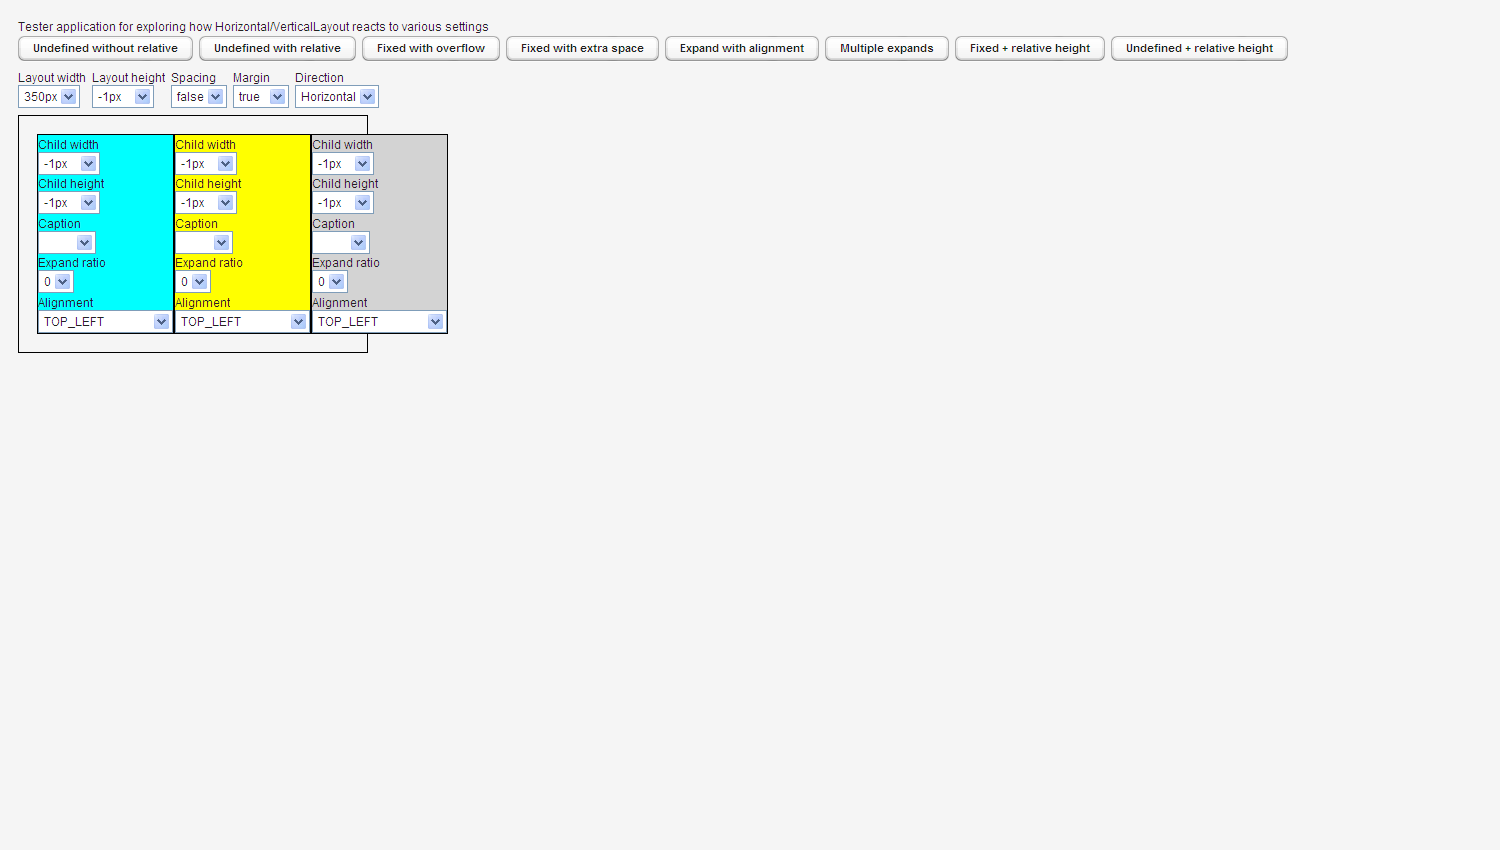 Tester application for exploring how Horizontal/VerticalLayout reacts to various settings
Undefined without relative Undefined with relative Fixed with overflow Fixed with extra space Expand with alignment Multiple expands Fixed + relative height Undefined + relative height
Layout width Layout height Spacing Margin Direction
350px -1px false true Horizontal
Child width Child width Child width
-1px -1px -1px
Child height Child height Child height
-1px -1px -1px
Caption Caption Caption
Expand ratio Expand ratio Expand ratio
0 0 0
Alignment Alignment Alignment
TOP_LEFT TOP_LEFT TOP_LEFT